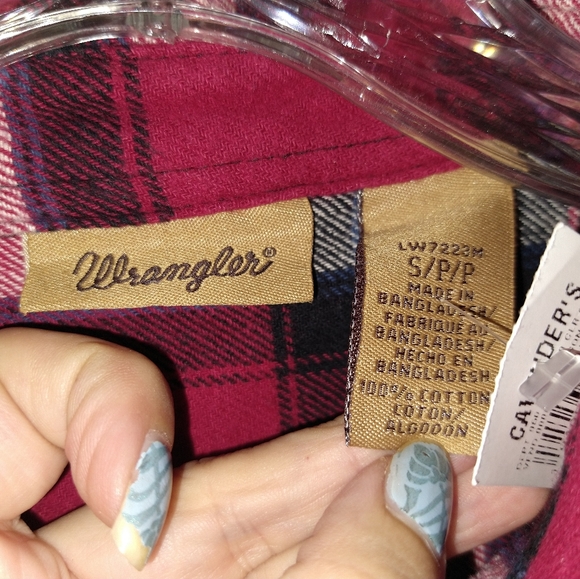 Wrangler®
LW7223M
S/P/P
MADE IN
BANGLADESH/
FABRIQUE AU
BANGLADESH/
HECHO EN
BANGLADESH
100% COTTON
COTON/
ALGODON